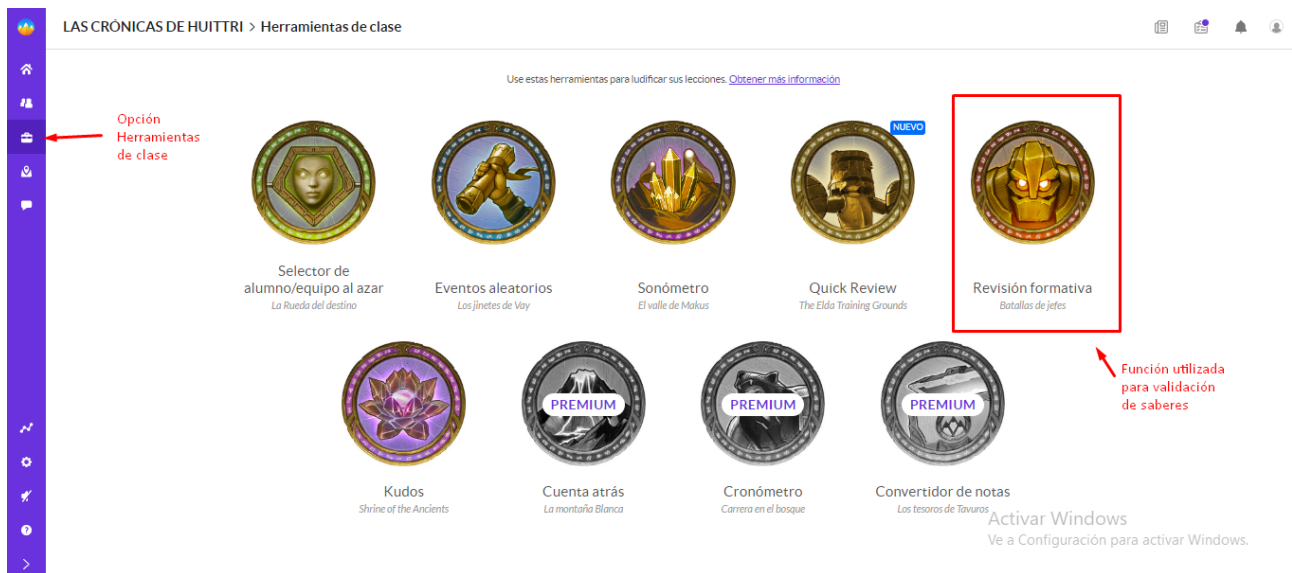 LAS CRÓNICAS DE HUITTRI > Herramientas de clase
Use estas herramientas para ludificar sus lecciones. Obtener más información
Opción
Herramientas
de clase
NUEVO
Selector de
alumno/equipo al azar
La Rueda del destino
Eventos aleatorios
Los jinetes de Vay
Sonómetro
El valle de Makus
Quick Review
The Elda Training Grounds
Revisión formativa
Batallas de jefes
Función utilizada
para validación
de saberes
PREMIUM
PREMIUM
PREMIUM
Kudos
Shrine of the Ancients
Cuenta atrás
La montaña Blanca
Cronómetro
Carrera en el bosque
Convertidor de notas
Los tesoros de Tavuros
Activar Windows
Ve a Configuración para activar Windows.